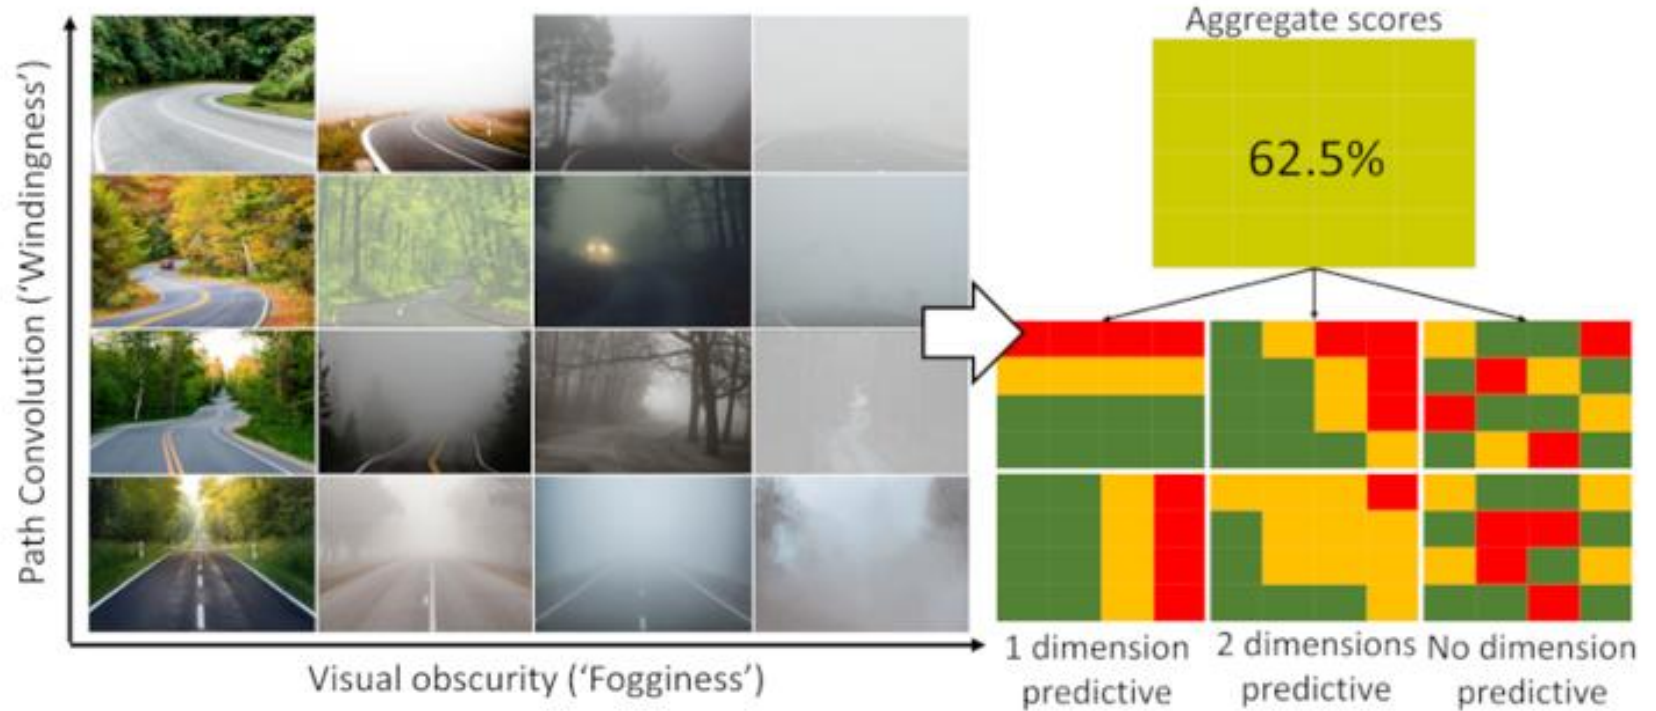 Path Convolution ('Windingness')
Visual obscurity ('Fogginess')
Aggregate scores
62.5%
1 dimension
predictive
2 dimensions
predictive
No dimension
predictive